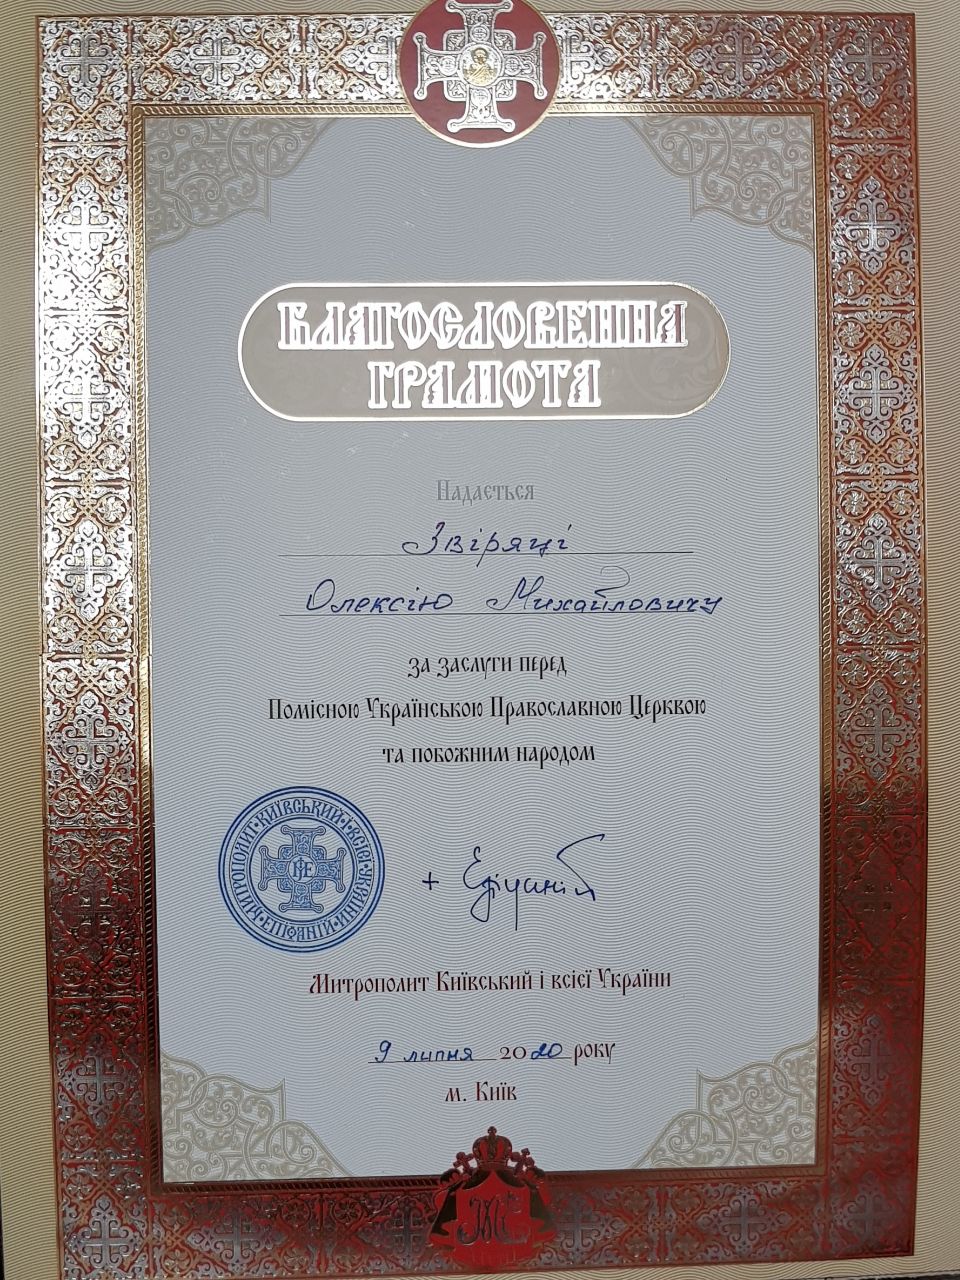 БЛАГОСЛОВЕННА
ГРАМОТА
Надається
Звіряці
Олексію Михайловичу
за заслуги перед
Помісною Українською Православною Церквою
та побожним народом
МИТРОПОЛИТ КИЇВСЬКИЙ І ВСІЄЇ УКРАЇНИ ЕПІФАНІЙ
+ Епіфаній
Митрополит Київський і всієї України
9 липня 2020 року
м. Київ